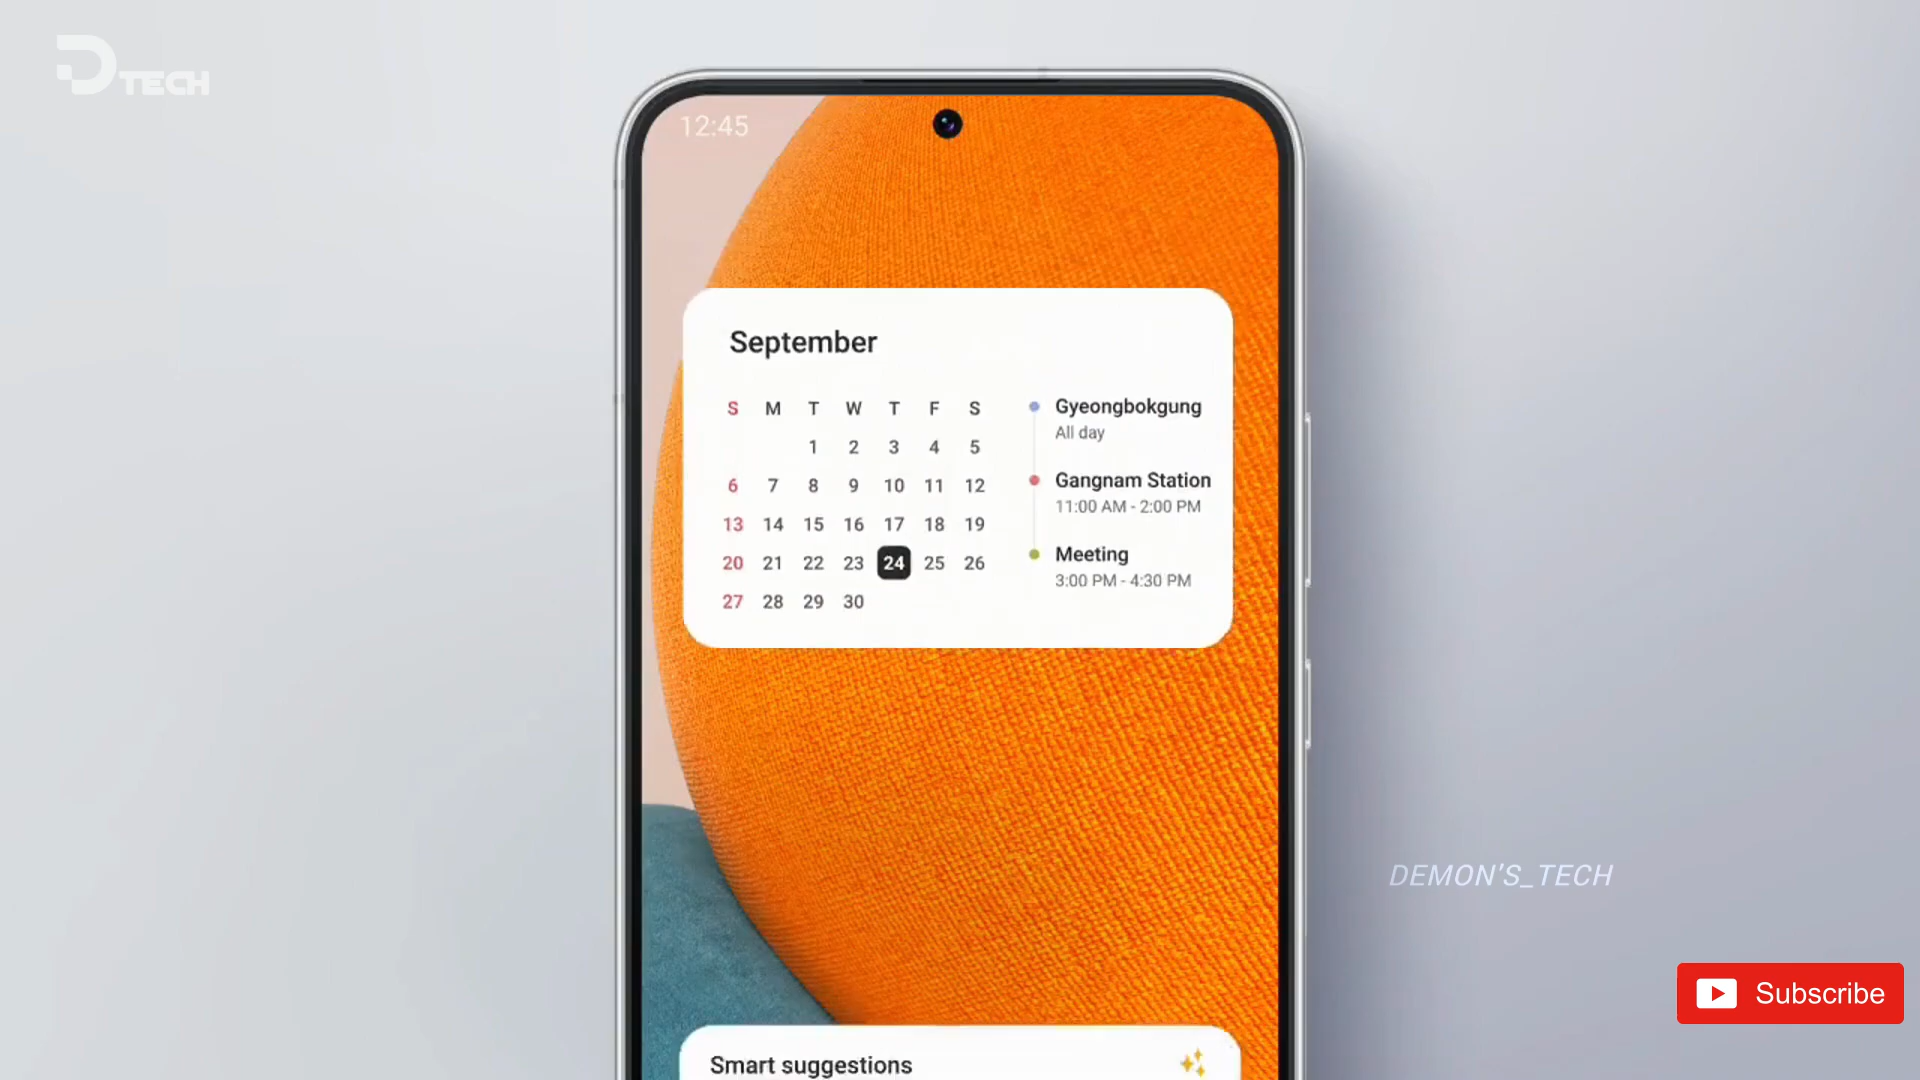 D TECH
12:45
September
S M T W T F S
1 2 3 4 5
6 7 8 9 10 11 12
13 14 15 16 17 18 19
20 21 22 23 24 25 26
27 28 29 30
Gyeongbokgung
All day
Gangnam Station
11:00 AM - 2:00 PM
Meeting
3:00 PM - 4:30 PM
DEMON'S_TECH
Subscribe
Smart suggestions